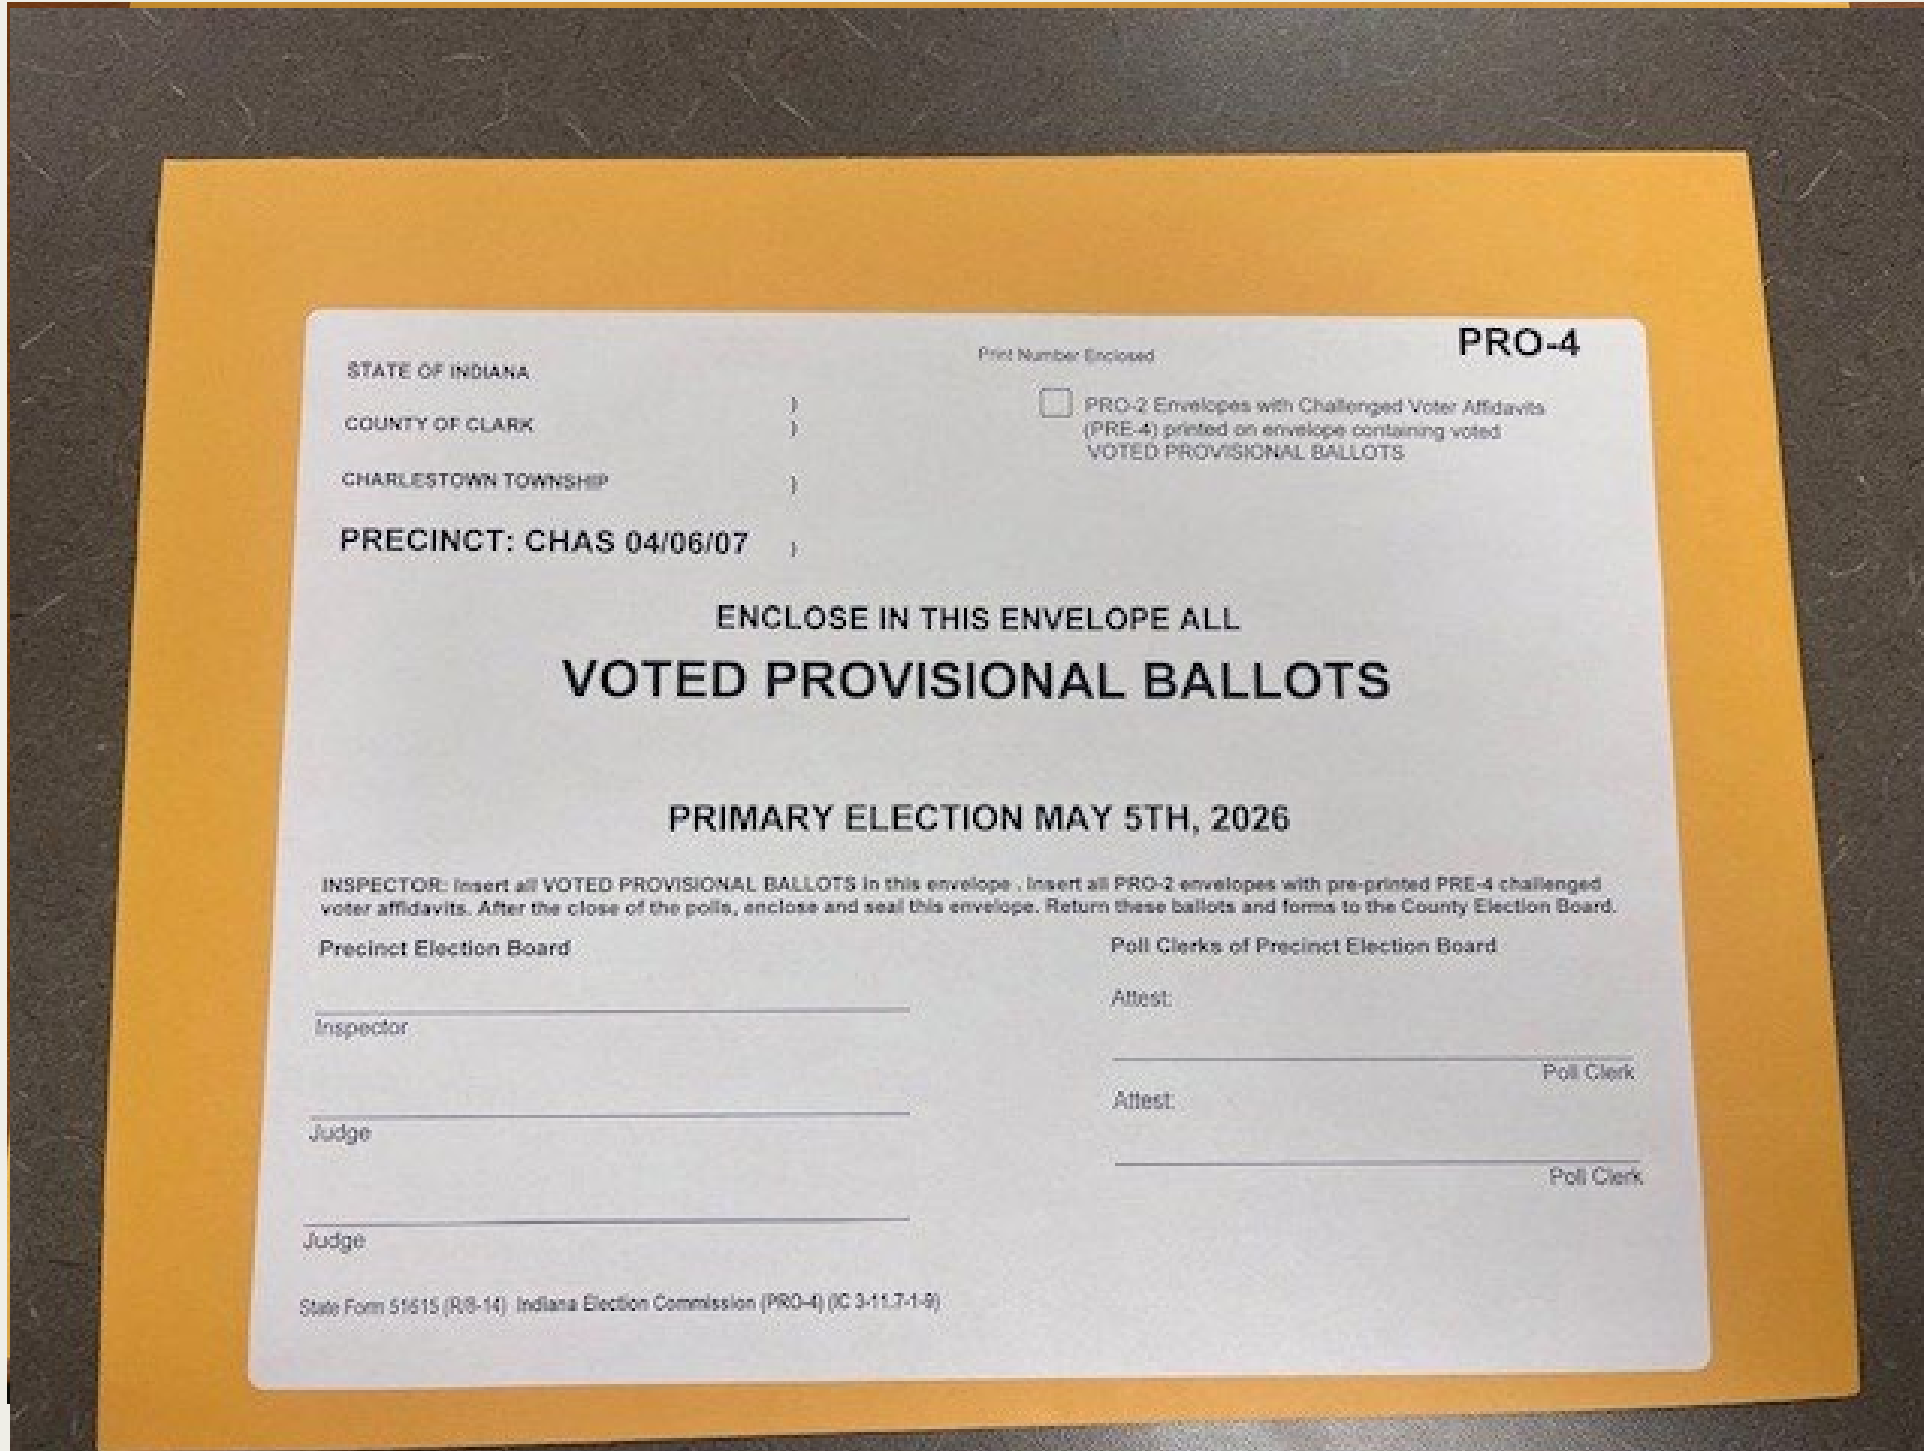 PRO-4
STATE OF INDIANA )
COUNTY OF CLARK )
CHARLESTOWN TOWNSHIP )
PRECINCT: CHAS 04/06/07 )
Print Number Enclosed
PRO-2 Envelopes with Challenged Voter Affidavits
(PRE-4) printed on envelope containing voted
VOTED PROVISIONAL BALLOTS
ENCLOSE IN THIS ENVELOPE ALL
VOTED PROVISIONAL BALLOTS
PRIMARY ELECTION MAY 5TH, 2026
INSPECTOR: Insert all VOTED PROVISIONAL BALLOTS in this envelope . Insert all PRO-2 envelopes with pre-printed PRE-4 challenged
voter affidavits. After the close of the polls, enclose and seal this envelope. Return these ballots and forms to the County Election Board.
Precinct Election Board
Inspector
Judge
Judge
Poll Clerks of Precinct Election Board
Attest:
Poll Clerk
Attest:
Poll Clerk
State Form 51615 (R/8-14) Indiana Election Commission (PRO-4) (IC 3-11.7-1-9)